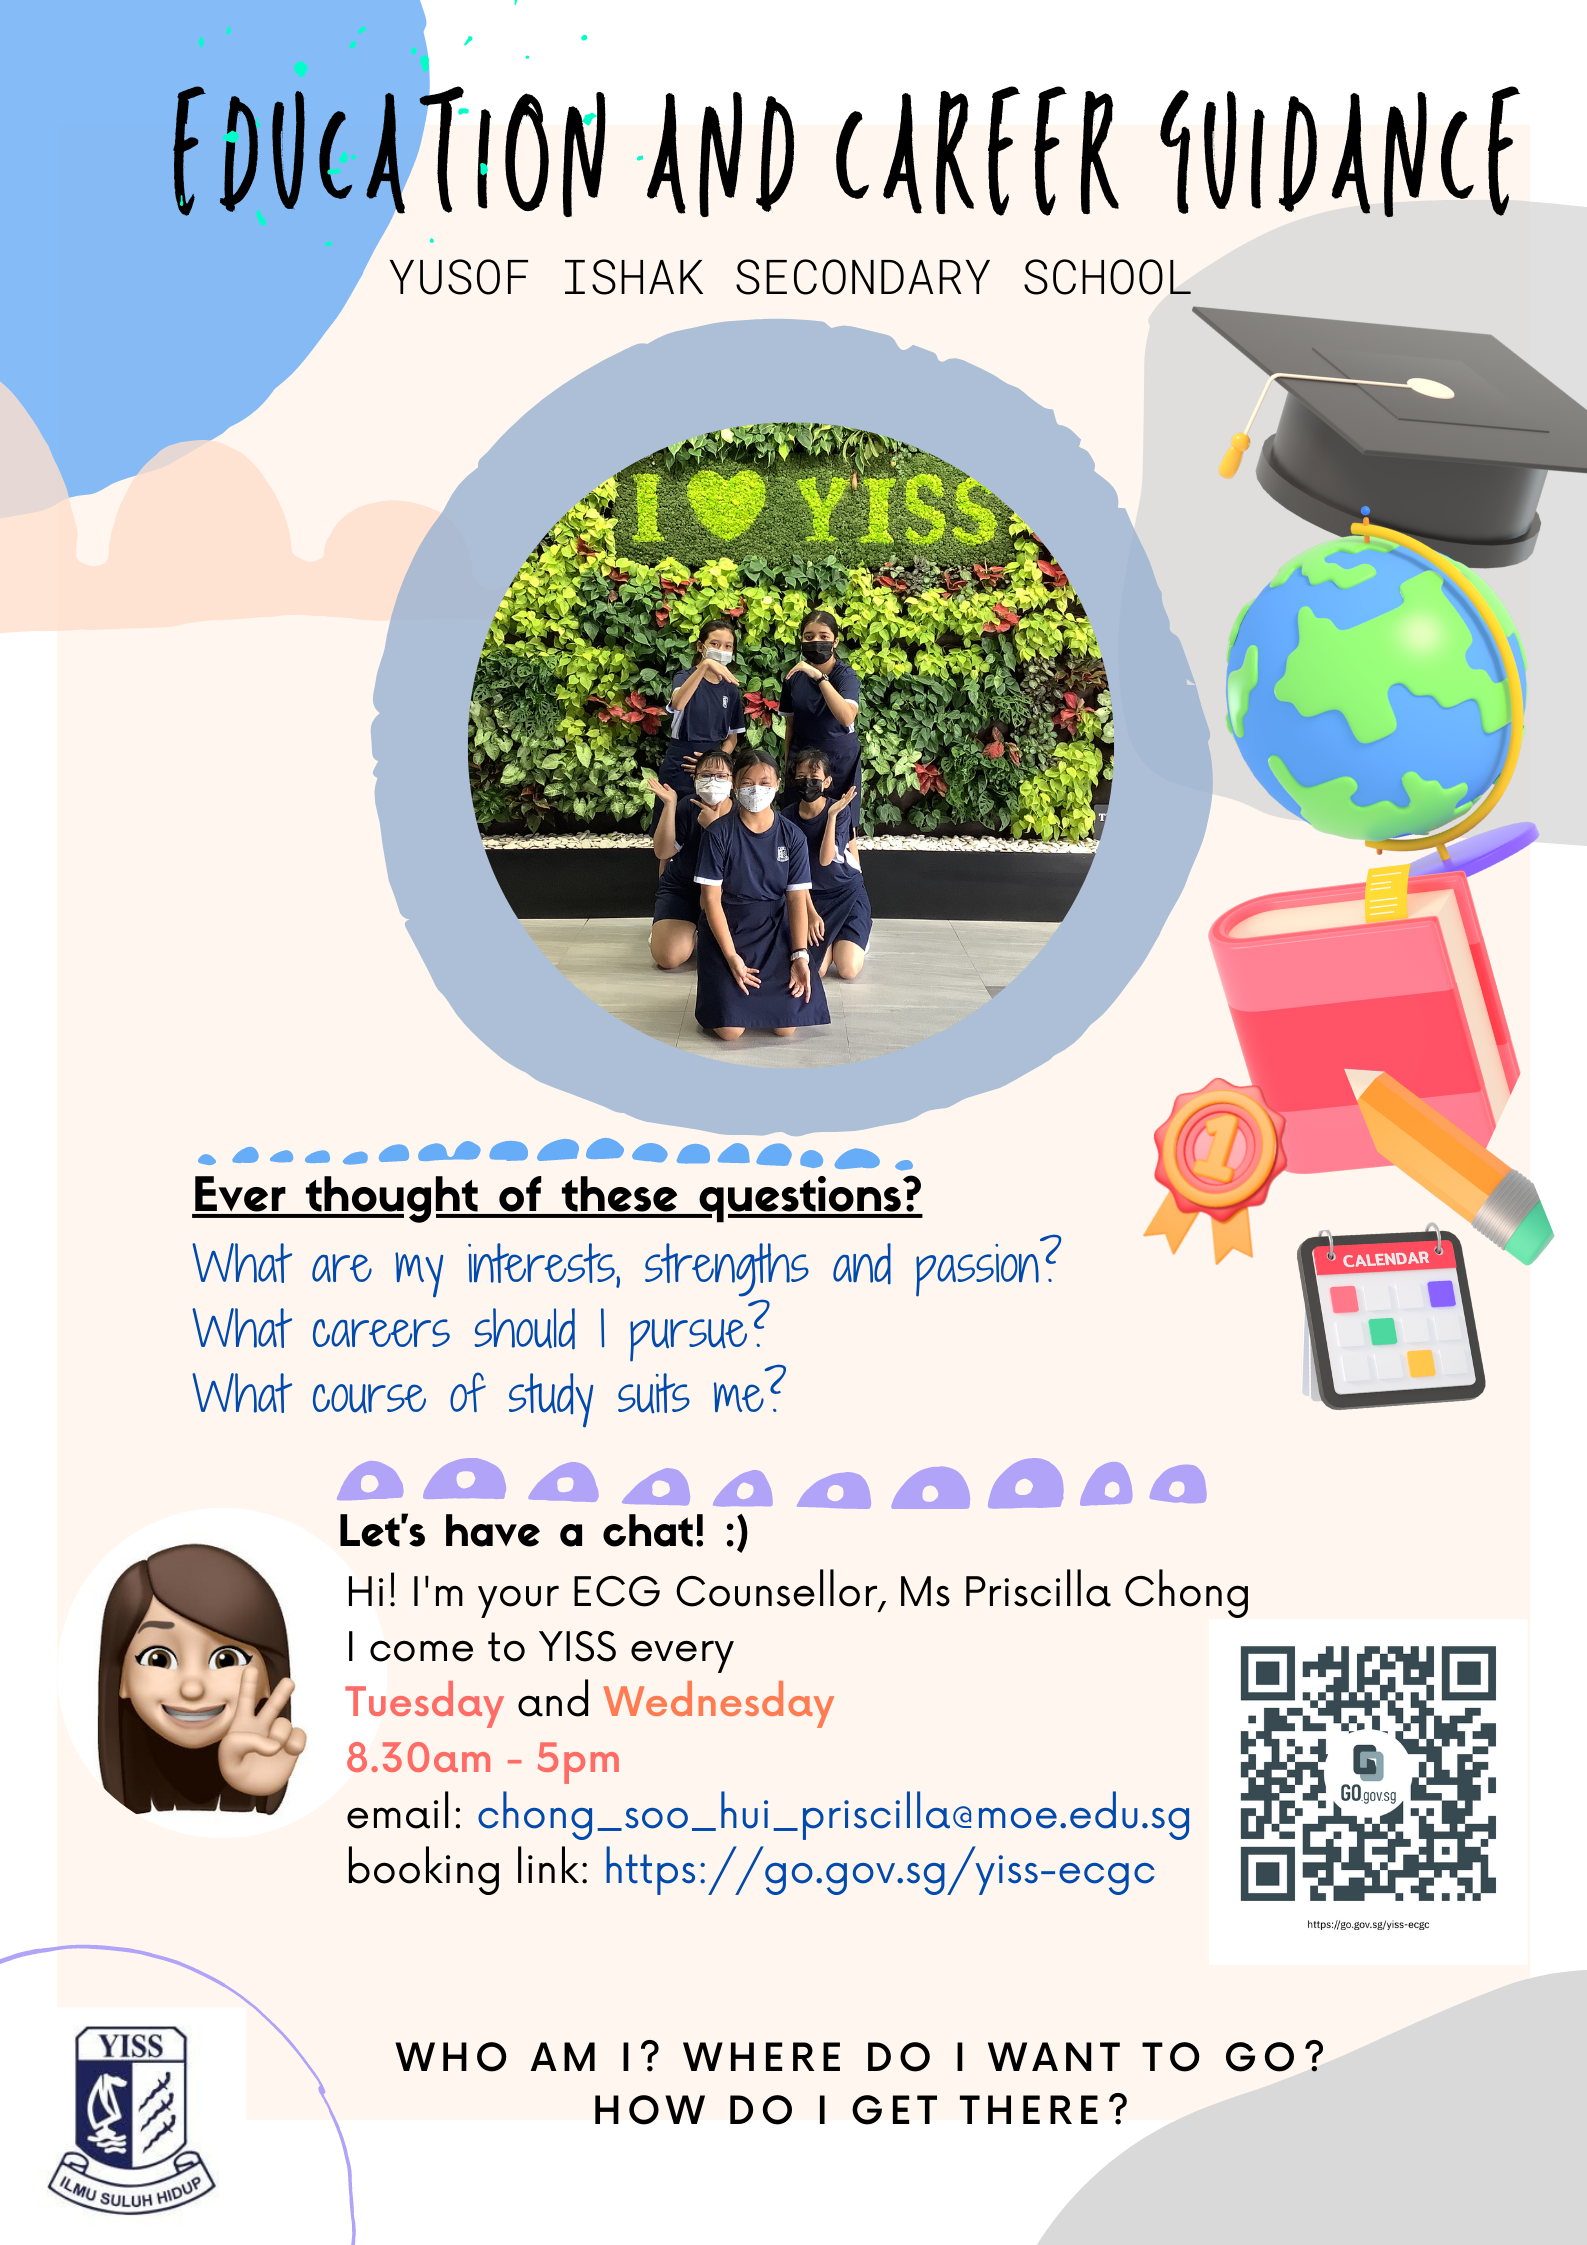 EDUCATION AND CAREER GUIDANCE
YUSOF ISHAK SECONDARY SCHOOL
I YISS
Ever thought of these questions?
What are my interests, strengths and passion?
What careers should I pursue?
What course of study suits me?
CALENDAR
1
Let's have a chat! :)
Hi! I'm your ECG Counsellor, Ms Priscilla Chong
I come to YISS every
Tuesday and Wednesday
8.30am - 5pm
email: chong_soo_hui_priscilla@moe.edu.sg
booking link: https://go.gov.sg/yiss-ecgc
GO.gov.sg
https://go.gov.sg/yiss-ecgc
WHO AM I? WHERE DO I WANT TO GO?
HOW DO I GET THERE?
YISS
ILMU SULUH HIDUP